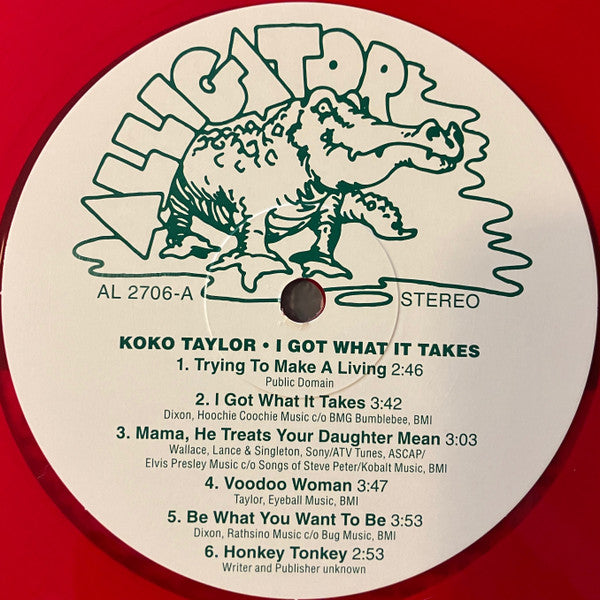 ALLIGATOR
AL 2706-A
STEREO
KOKO TAYLOR • I GOT WHAT IT TAKES
1. Trying To Make A Living 2:46
Public Domain
2. I Got What It Takes 3:42
Dixon, Hoochie Coochie Music c/o BMG Bumblebee, BMI
3. Mama, He Treats Your Daughter Mean 3:03
Wallace, Lance & Singleton, Sony/ATV Tunes, ASCAP/
Elvis Presley Music c/o Songs of Steve Peter/Kobalt Music, BMI
4. Voodoo Woman 3:47
Taylor, Eyeball Music, BMI
5. Be What You Want To Be 3:53
Dixon, Rathsino Music c/o Bug Music, BMI
6. Honkey Tonkey 2:53
Writer and Publisher unknown